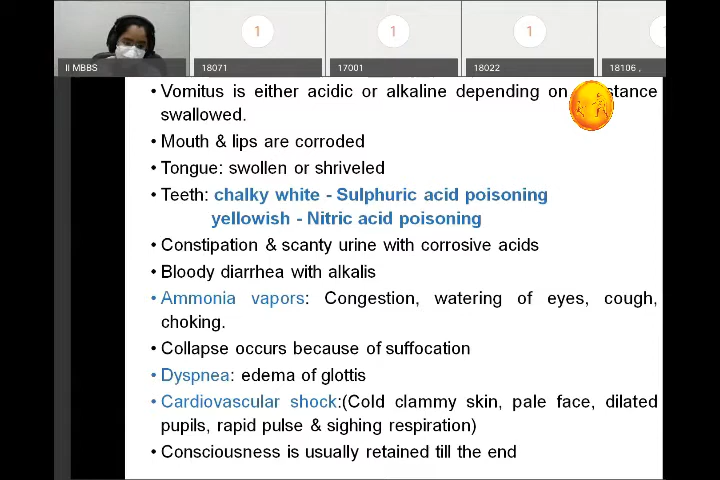 1 1 1 1
II MBBS 18071 17001 18022 18106 ,
• Vomitus is either acidic or alkaline depending on stance
swallowed.
• Mouth & lips are corroded
• Tongue: swollen or shriveled
• Teeth: chalky white - Sulphuric acid poisoning
yellowish - Nitric acid poisoning
• Constipation & scanty urine with corrosive acids
• Bloody diarrhea with alkalis
• Ammonia vapors: Congestion, watering of eyes, cough,
choking.
• Collapse occurs because of suffocation
• Dyspnea: edema of glottis
• Cardiovascular shock:(Cold clammy skin, pale face, dilated
pupils, rapid pulse & sighing respiration)
• Consciousness is usually retained till the end